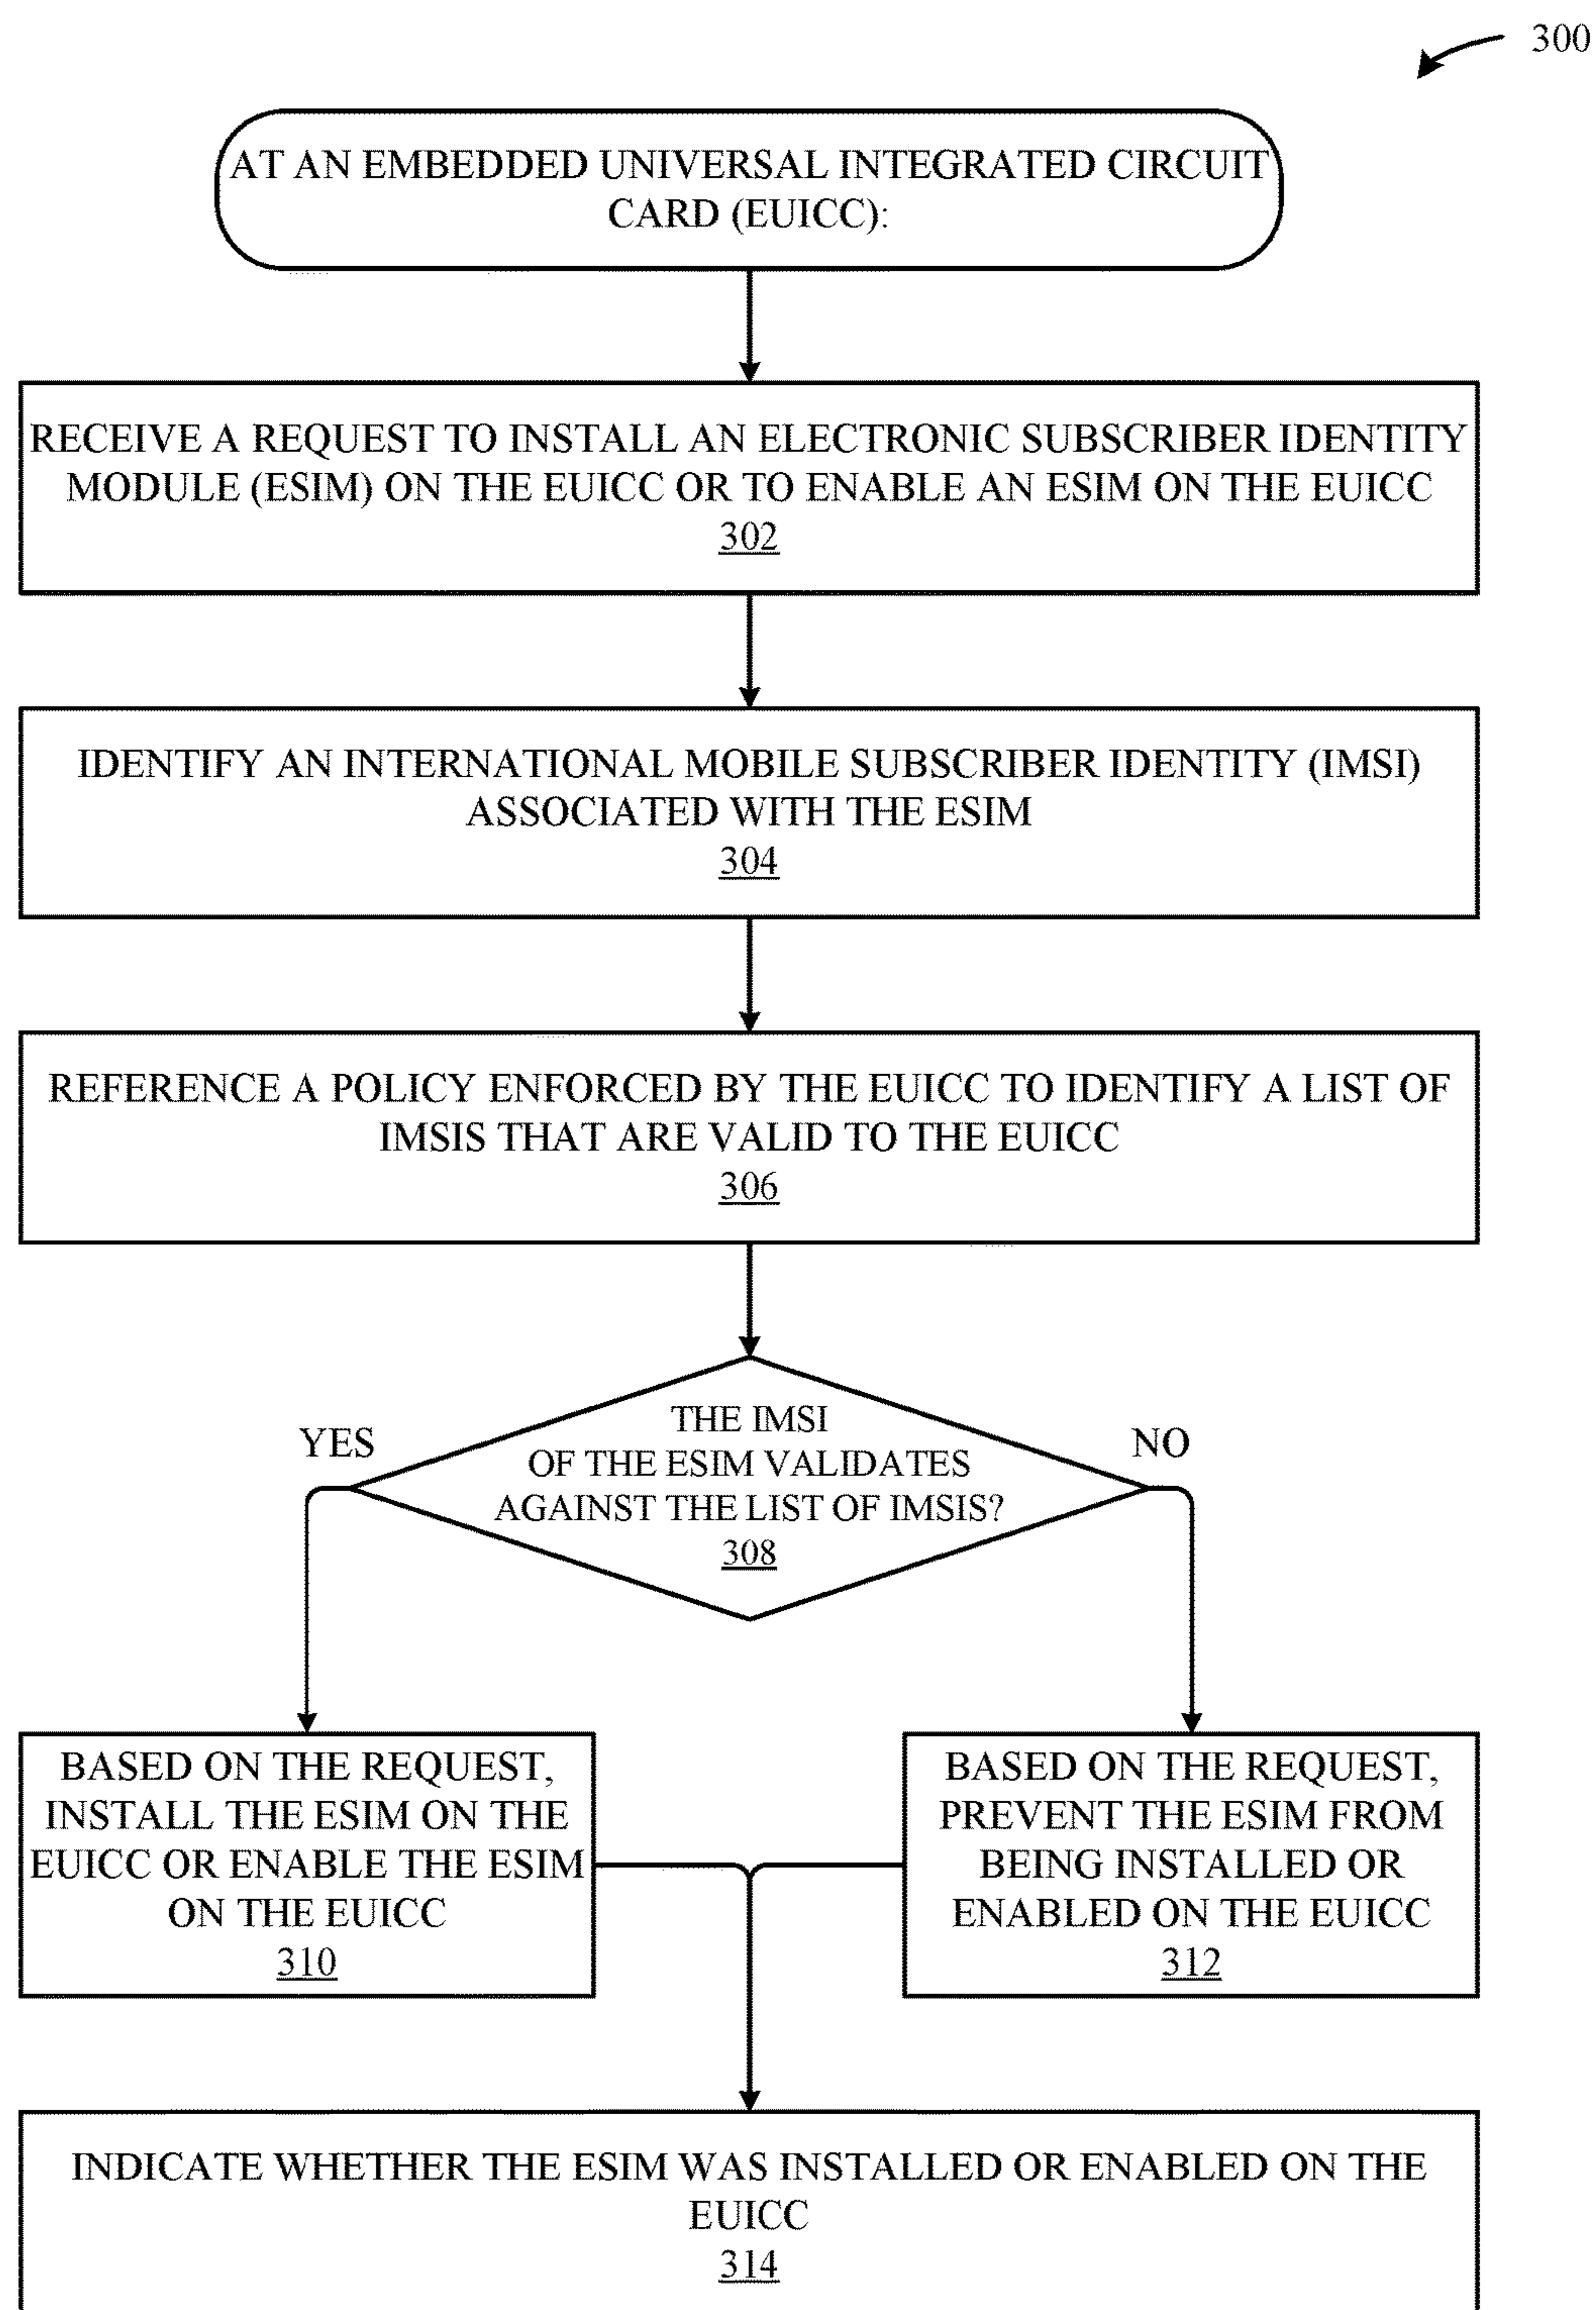 300
AT AN EMBEDDED UNIVERSAL INTEGRATED CIRCUIT
CARD (EUICC):
RECEIVE A REQUEST TO INSTALL AN ELECTRONIC SUBSCRIBER IDENTITY
MODULE (ESIM) ON THE EUICC OR TO ENABLE AN ESIM ON THE EUICC
302
IDENTIFY AN INTERNATIONAL MOBILE SUBSCRIBER IDENTITY (IMSI)
ASSOCIATED WITH THE ESIM
304
REFERENCE A POLICY ENFORCED BY THE EUICC TO IDENTIFY A LIST OF
IMSIS THAT ARE VALID TO THE EUICC
306
THE IMSI
OF THE ESIM VALIDATES
AGAINST THE LIST OF IMSIS?
308
YES
NO
BASED ON THE REQUEST,
INSTALL THE ESIM ON THE
EUICC OR ENABLE THE ESIM
ON THE EUICC
310
BASED ON THE REQUEST,
PREVENT THE ESIM FROM
BEING INSTALLED OR
ENABLED ON THE EUICC
312
INDICATE WHETHER THE ESIM WAS INSTALLED OR ENABLED ON THE
EUICC
314